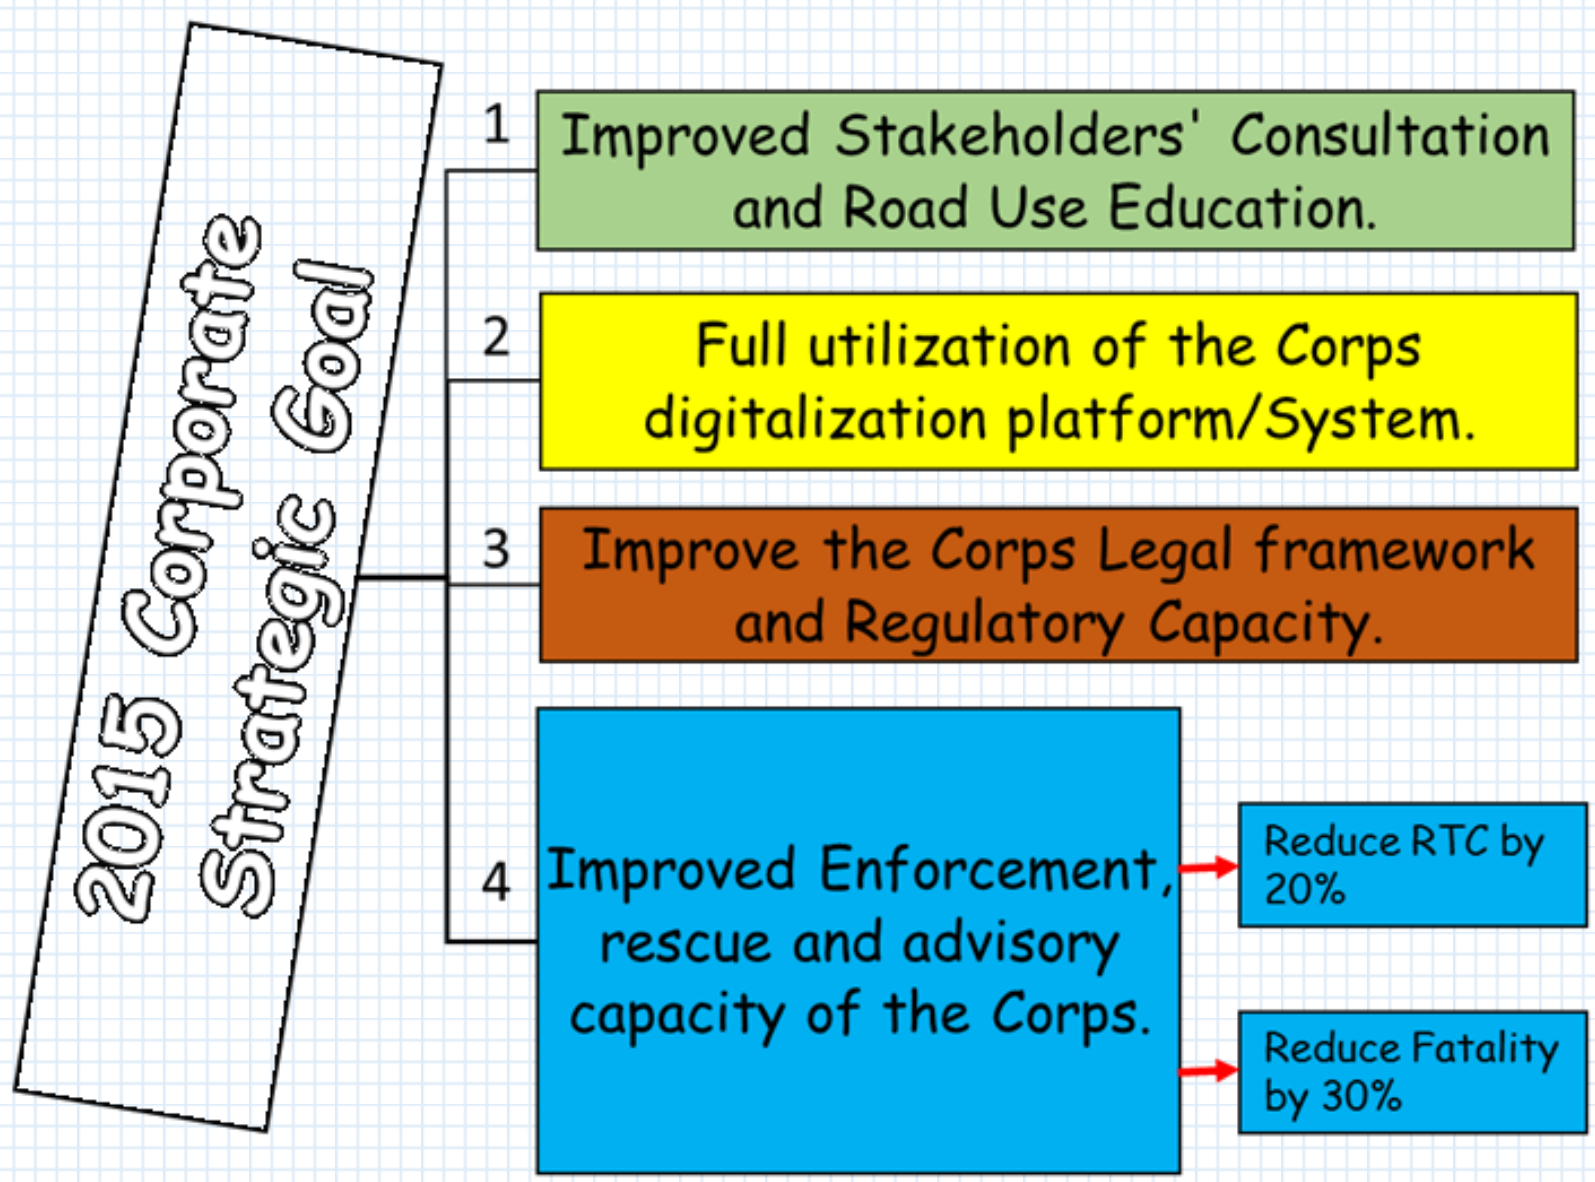 2015 Corporate
Strategic Goal
1
Improved Stakeholders' Consultation
and Road Use Education.
2
Full utilization of the Corps
digitalization platform/System.
3
Improve the Corps Legal framework
and Regulatory Capacity.
4
Improved Enforcement,
rescue and advisory
capacity of the Corps.
Reduce RTC by
20%
Reduce Fatality
by 30%